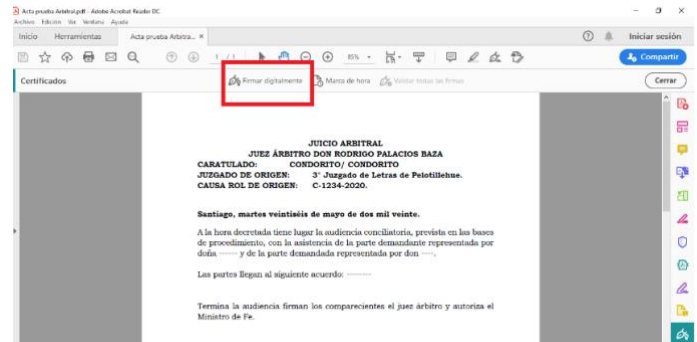 Acta prueba Arbitral.pdf - Adobe Acrobat Reader DC
Archivo Edición Ver Ventana Ayuda
Inicio Herramientas Acta prueba Arbitra... × Iniciar sesión
1 / 1 85% Compartir
Certificados Firmar digitalmente Marca de hora Validar todas las firmas Cerrar
JUICIO ARBITRAL
JUEZ ÁRBITRO DON RODRIGO PALACIOS BAZA
CARATULADO: CONDORITO/ CONDORITO
JUZGADO DE ORIGEN: 3° Juzgado de Letras de Pelotillehue.
CAUSA ROL DE ORIGEN: C-1234-2020.
Santiago, martes veintiséis de mayo de dos mil veinte.
A la hora decretada tiene lugar la audiencia conciliatoria, prevista en las bases
de procedimiento, con la asistencia de la parte demandante representada por
doña ------ y de la parte demandada representada por don ----.
Las partes llegan al siguiente acuerdo: --------
Termina la audiencia firman los comparecientes el juez árbitro y autoriza el
Ministro de Fe.